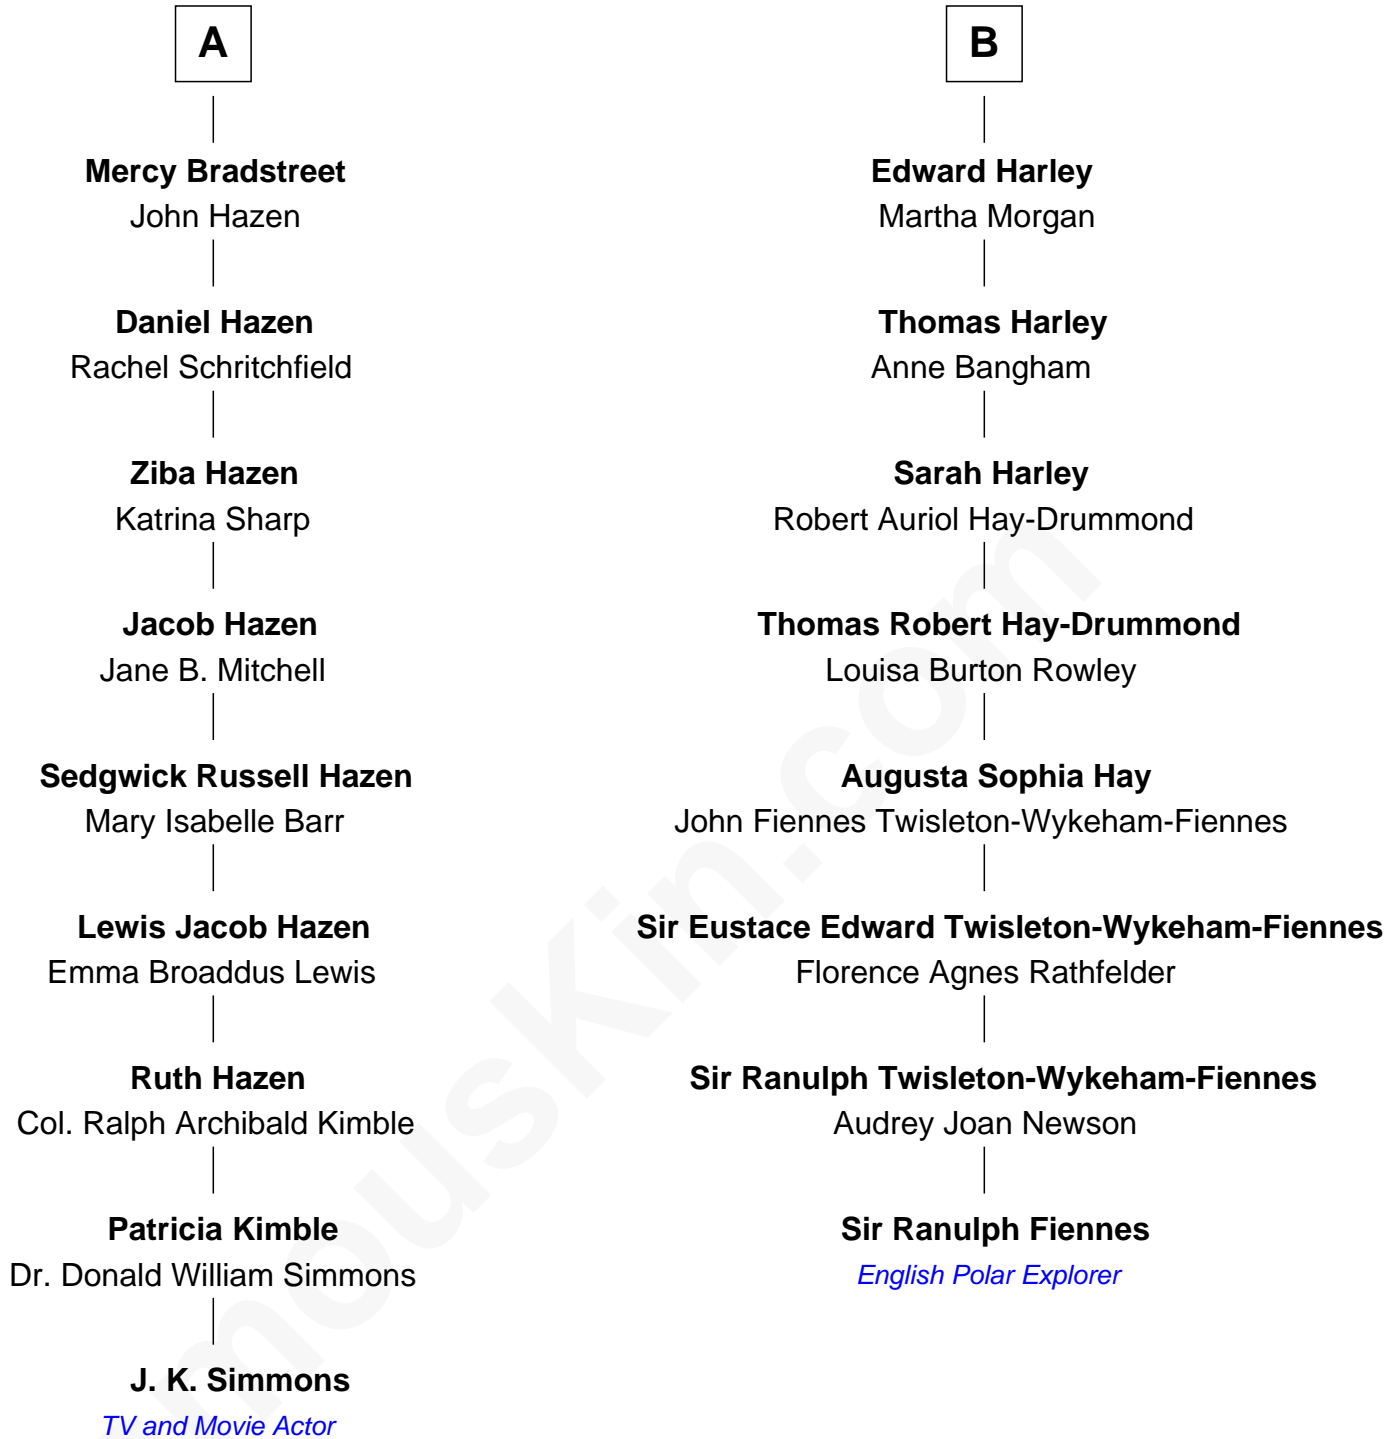 A
Mercy Bradstreet
John Hazen
Daniel Hazen
Rachel Schritchfield
Ziba Hazen
Katrina Sharp
Jacob Hazen
Jane B. Mitchell
Sedgwick Russell Hazen
Mary Isabelle Barr
Lewis Jacob Hazen
Emma Broaddus Lewis
Ruth Hazen
Col. Ralph Archibald Kimble
Patricia Kimble
Dr. Donald William Simmons
J. K. Simmons
TV and Movie Actor
B
Edward Harley
Martha Morgan
Thomas Harley
Anne Bangham
Sarah Harley
Robert Auriol Hay-Drummond
Thomas Robert Hay-Drummond
Louisa Burton Rowley
Augusta Sophia Hay
John Fiennes Twisleton-Wykeham-Fiennes
Sir Eustace Edward Twisleton-Wykeham-Fiennes
Florence Agnes Rathfelder
Sir Ranulph Twisleton-Wykeham-Fiennes
Audrey Joan Newson
Sir Ranulph Fiennes
English Polar Explorer
mousKin.com